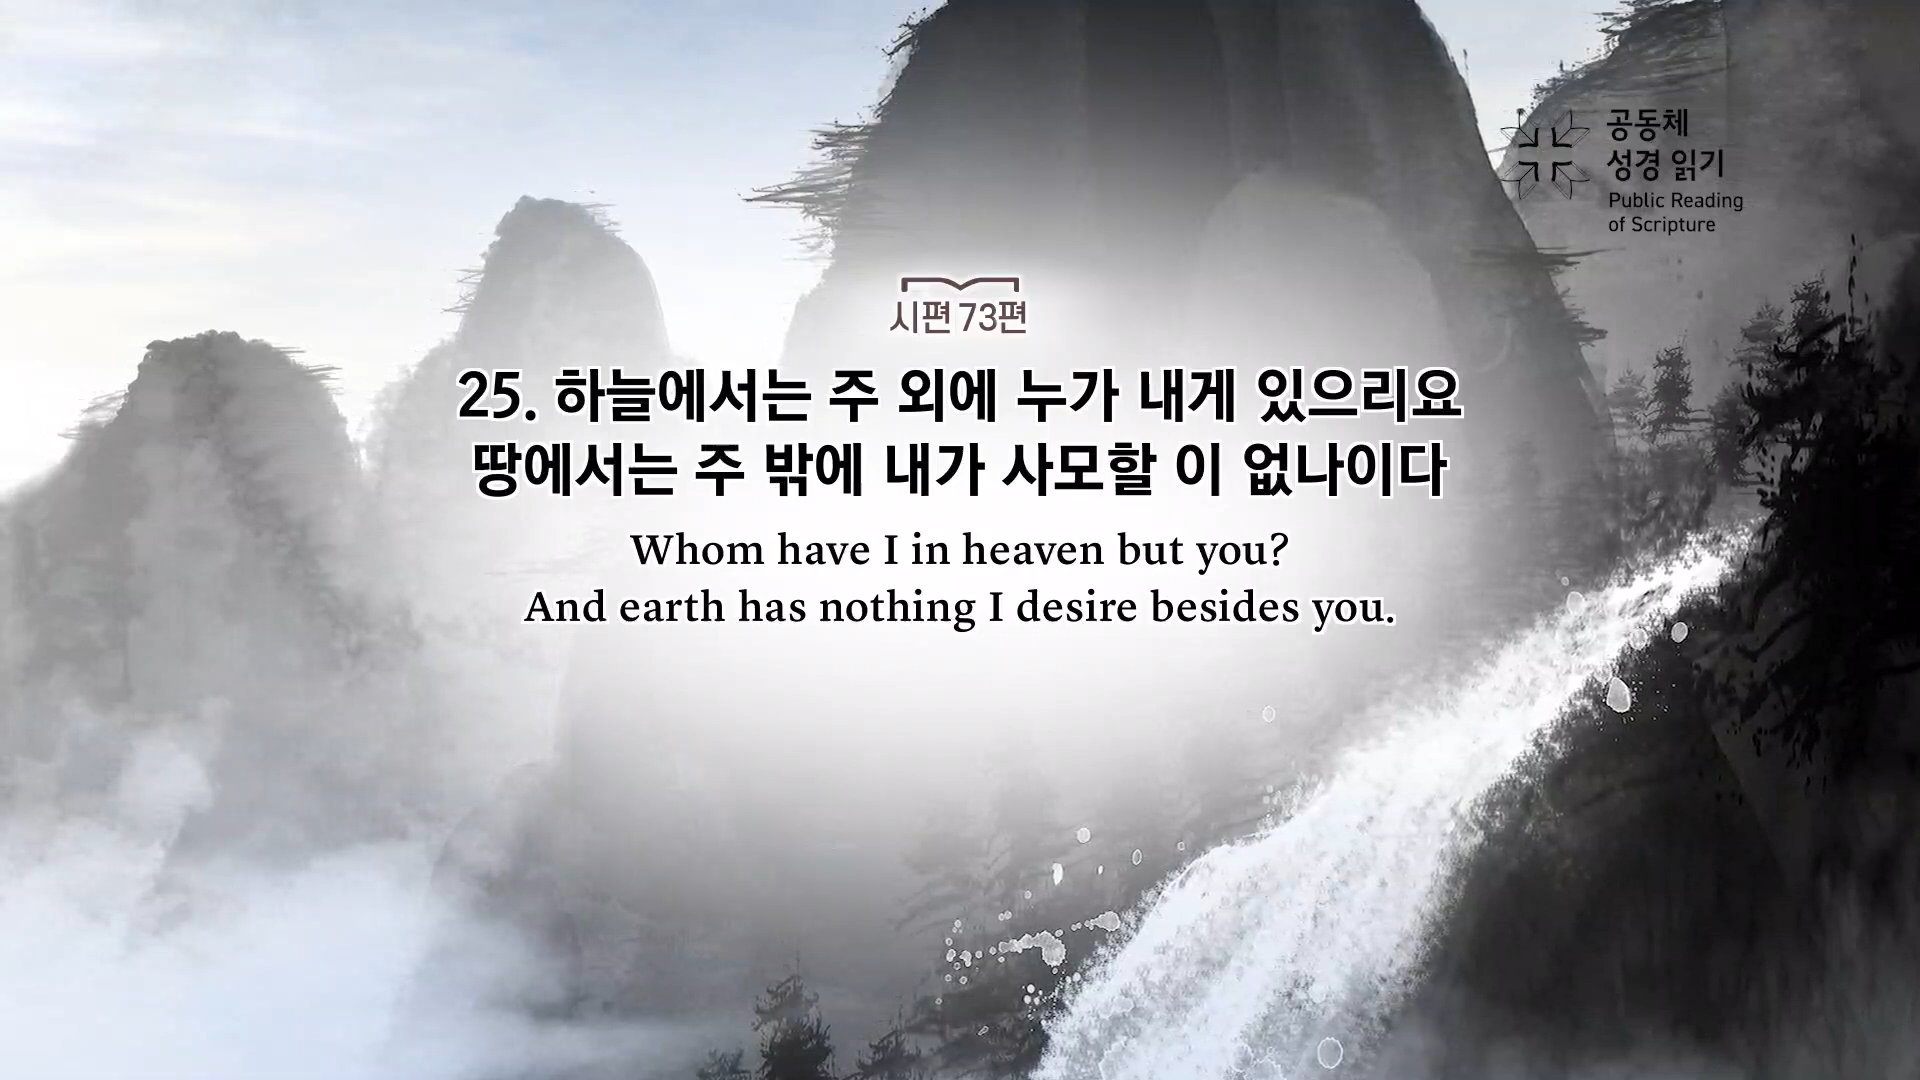 공동체
성경 읽기
Public Reading
of Scripture
시편 73편
25. 하늘에서는 주 외에 누가 내게 있으리요
땅에서는 주 밖에 내가 사모할 이 없나이다
Whom have I in heaven but you?
And earth has nothing I desire besides you.